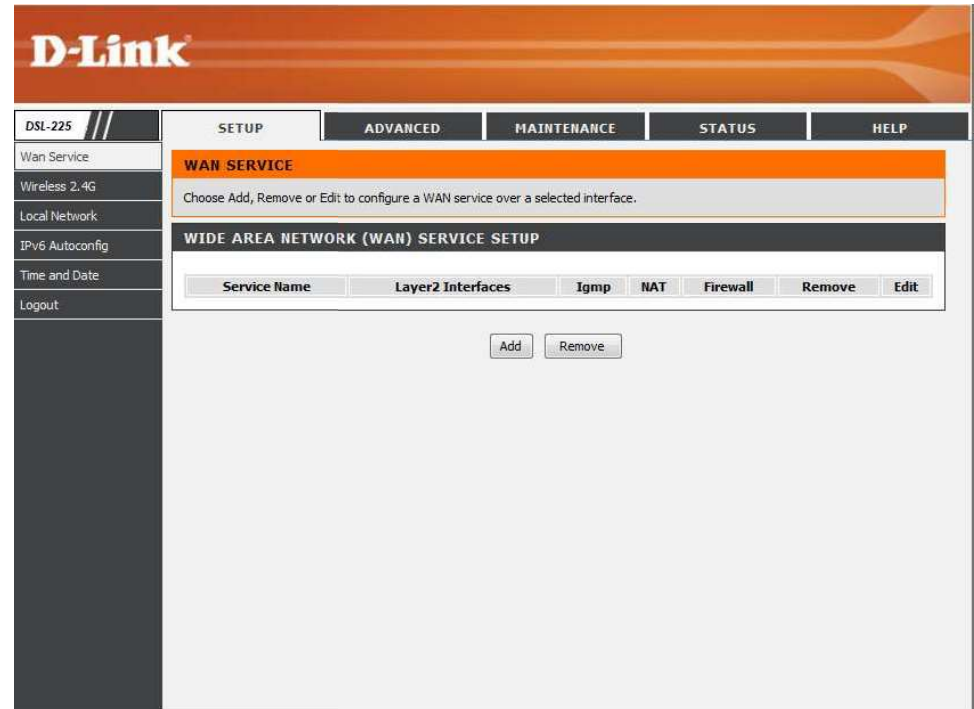 D-Link
DSL-225
SETUP ADVANCED MAINTENANCE STATUS HELP
Wan Service
Wireless 2.4G
Local Network
IPv6 Autoconfig
Time and Date
Logout
WAN SERVICE
Choose Add, Remove or Edit to configure a WAN service over a selected interface.
WIDE AREA NETWORK (WAN) SERVICE SETUP
Service Name Layer2 Interfaces Igmp NAT Firewall Remove Edit
Add Remove